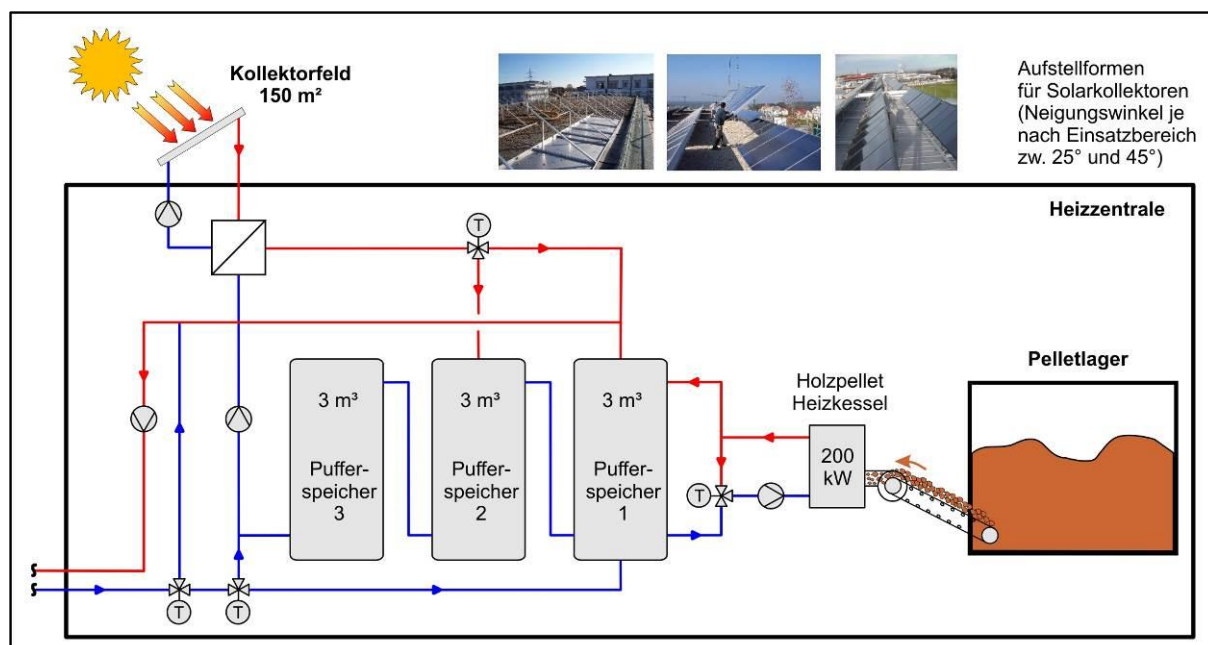 Kollektorfeld
150 m²
Aufstellformen
für Solarkollektoren
(Neigungswinkel je
nach Einsatzbereich
zw. 25° und 45°)
Heizzentrale
T
Pelletlager
Holzpellet
Heizkessel
3 m³
3 m³
3 m³
200
kW
Puffer-
speicher
3
Puffer-
speicher
2
Puffer-
speicher
1
T
T
T